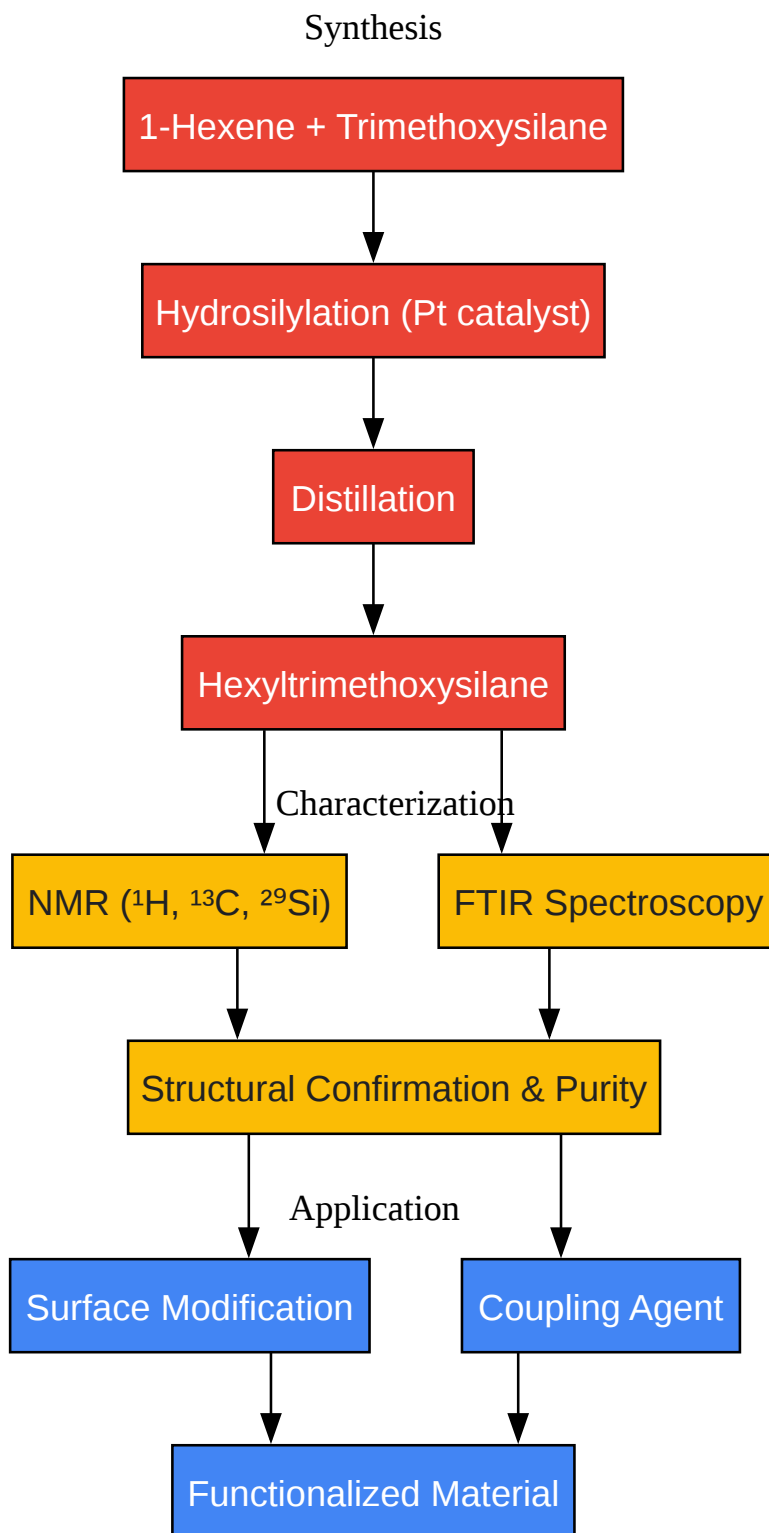 Synthesis
1-Hexene + Trimethoxysilane
Hydrosilylation (Pt catalyst)
Distillation
Hexyltrimethoxysilane
Characterization
NMR (¹H, ¹³C, ²⁹Si)
FTIR Spectroscopy
Structural Confirmation & Purity
Application
Surface Modification
Coupling Agent
Functionalized Material